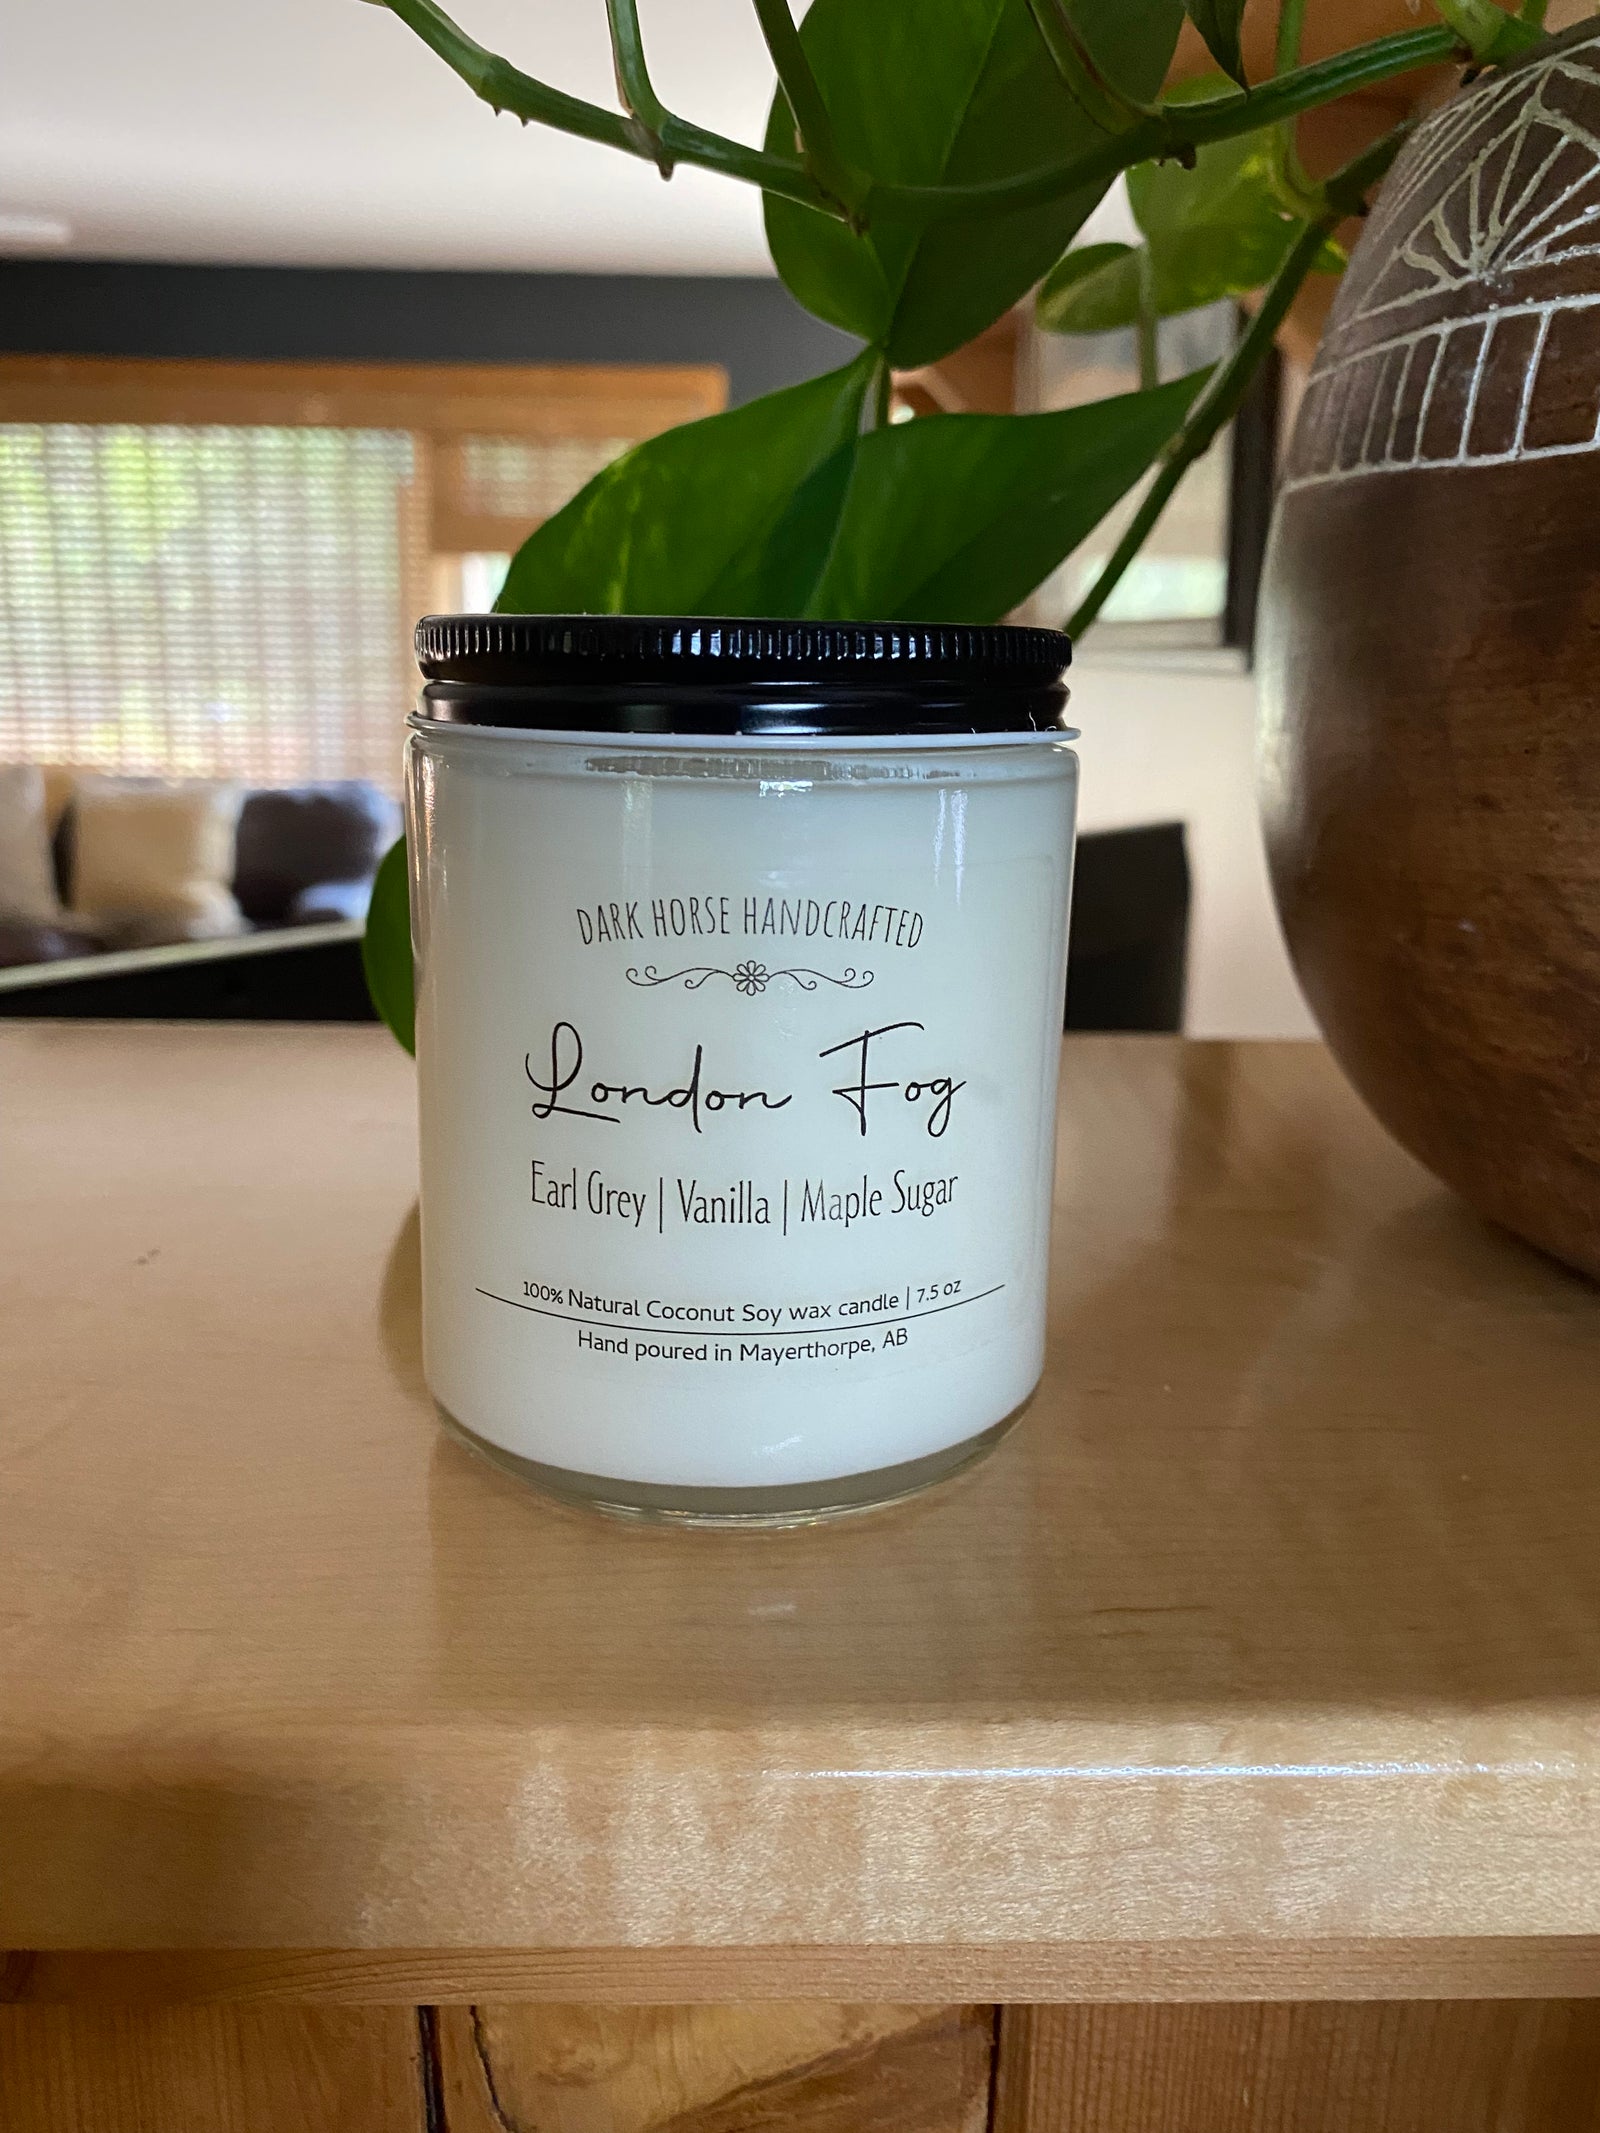 DARK HORSE HANDCRAFTED
London Fog
Earl Grey | Vanilla | Maple Sugar
100% Natural Coconut Soy wax candle | 7.5 oz
Hand poured in Mayerthorpe, AB